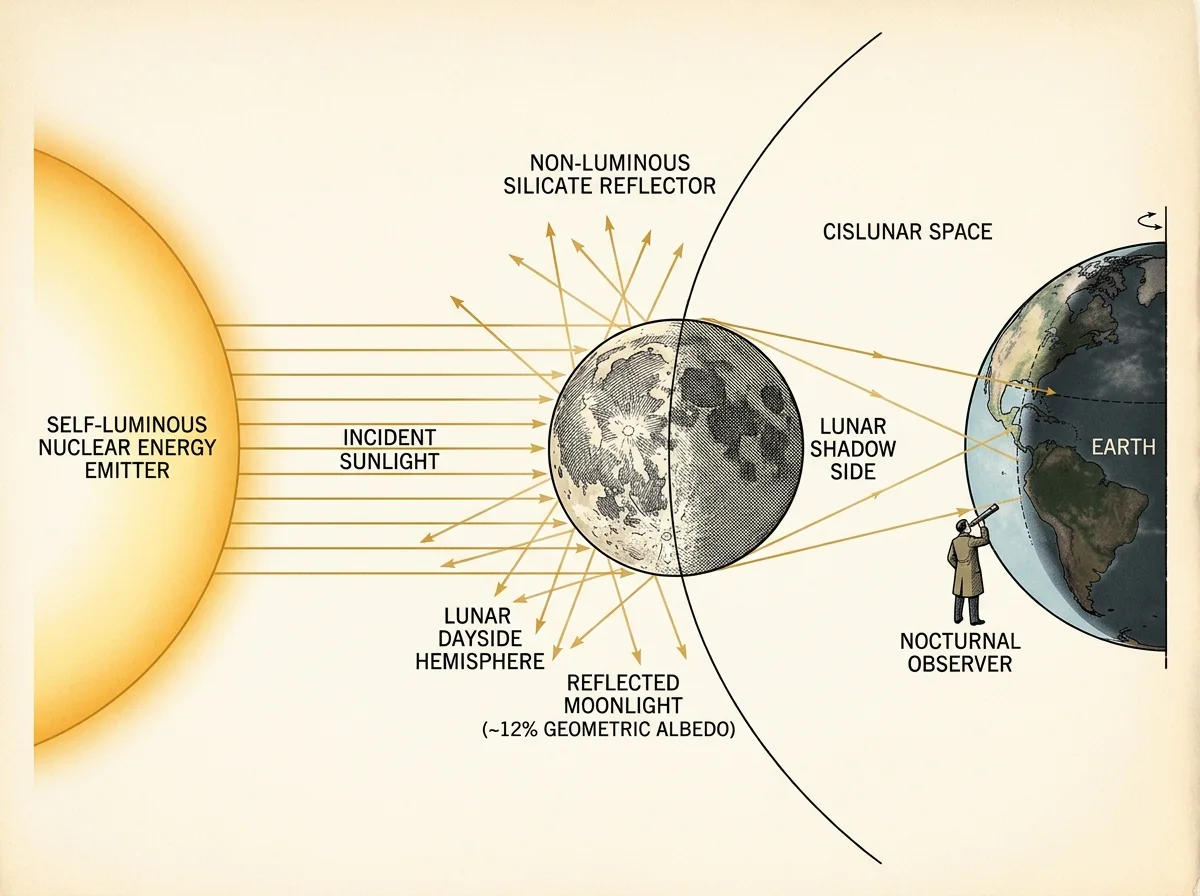 NON-LUMINOUS
SILICATE REFLECTOR
CISLUNAR SPACE
SELF-LUMINOUS
NUCLEAR ENERGY
EMITTER
INCIDENT
SUNLIGHT
LUNAR
SHADOW
SIDE
EARTH
LUNAR
DAYSIDE
HEMISPHERE
NOCTURNAL
OBSERVER
REFLECTED
MOONLIGHT
(~12% GEOMETRIC ALBEDO)